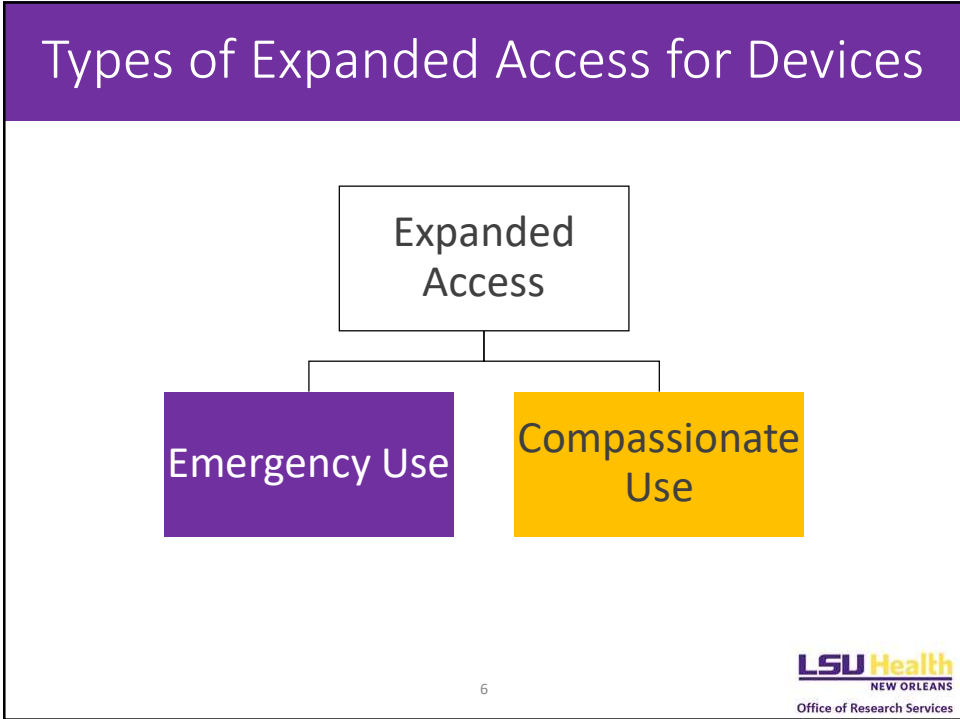 Types of Expanded Access for Devices
Expanded
Access
Emergency Use
Compassionate
Use
6
LSU Health
NEW ORLEANS
Office of Research Services